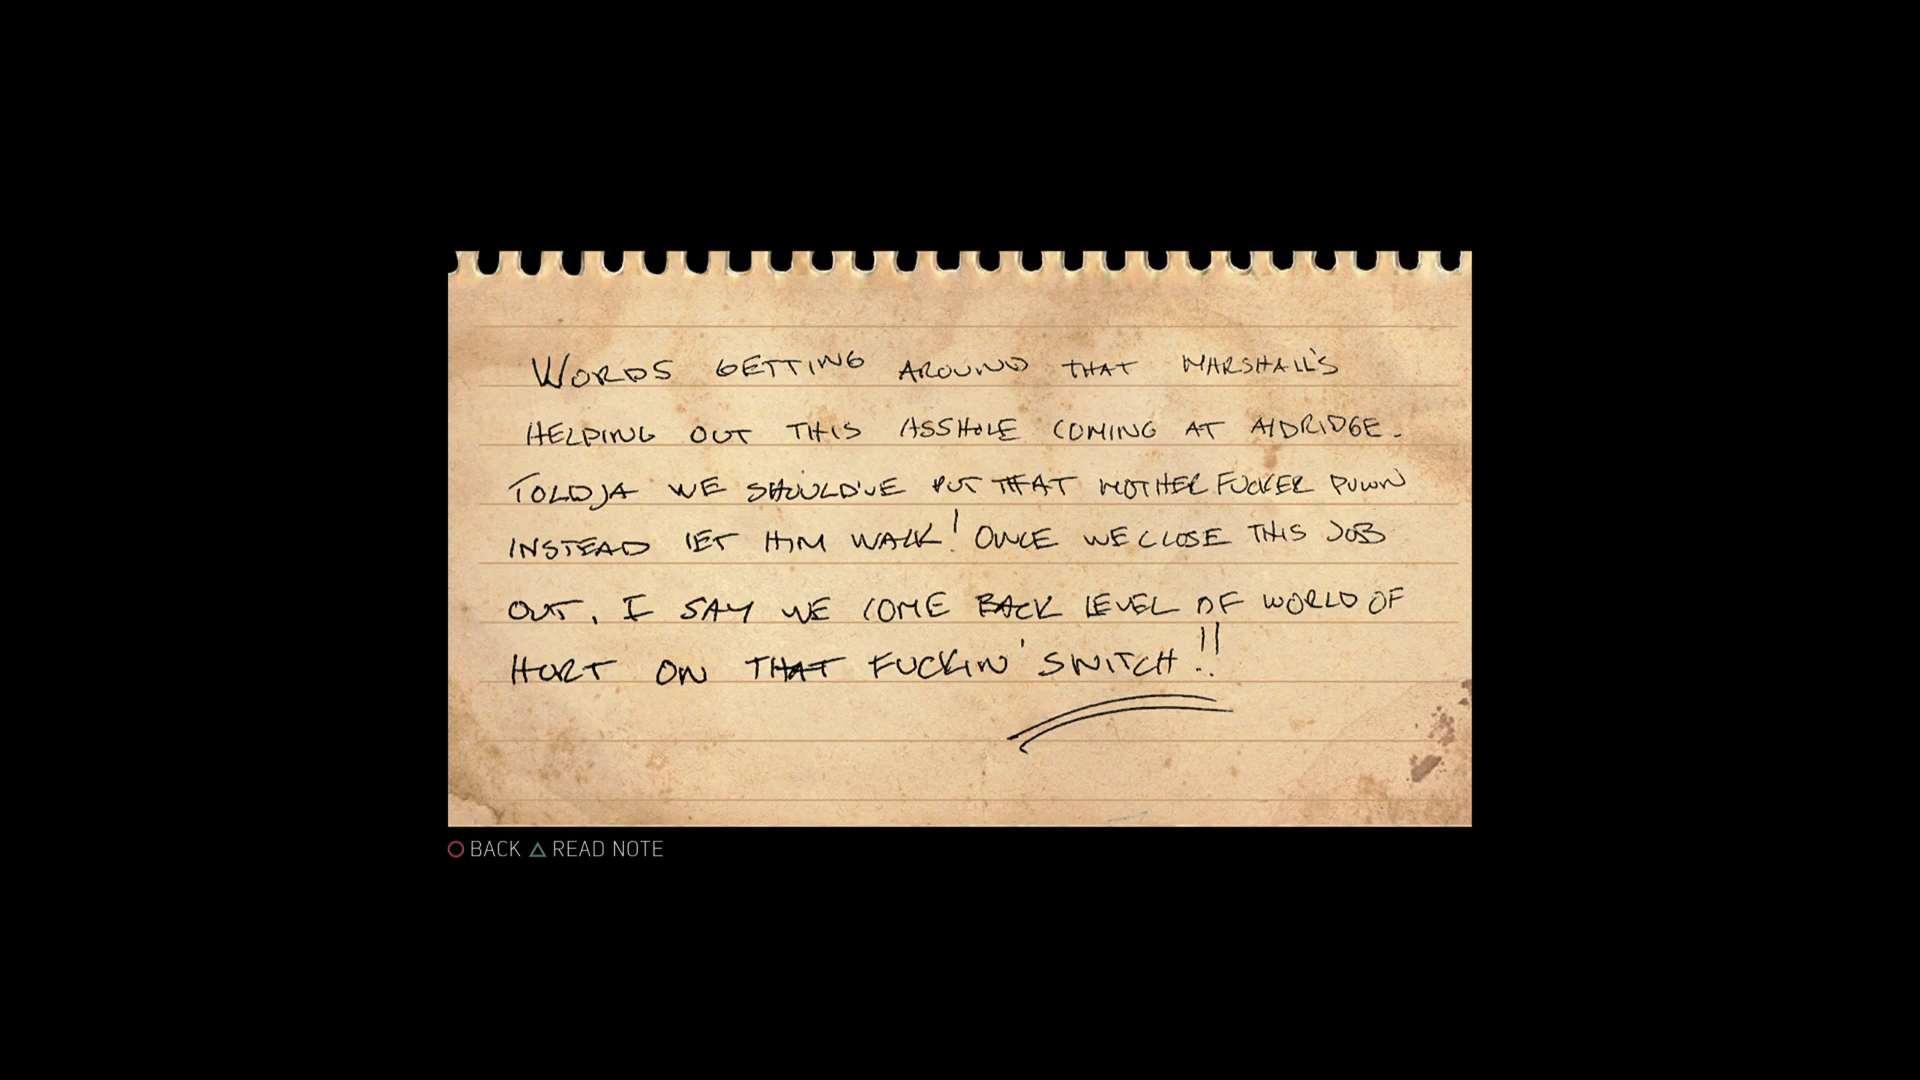 WORDS GETTING AROUND THAT MARSHALL'S
HELPING OUT THIS ASSHOLE COMING AT ALDRIDGE.
TOLDJA WE SHOULD'VE PUT THAT MOTHER FUCKER DOWN
INSTEAD LET HIM WALK! ONCE WE CLOSE THIS JOB
OUT, I SAY WE COME BACK LEVEL OF WORLD OF
HURT ON THAT FUCKIN' SNITCH!!
BACK READ NOTE